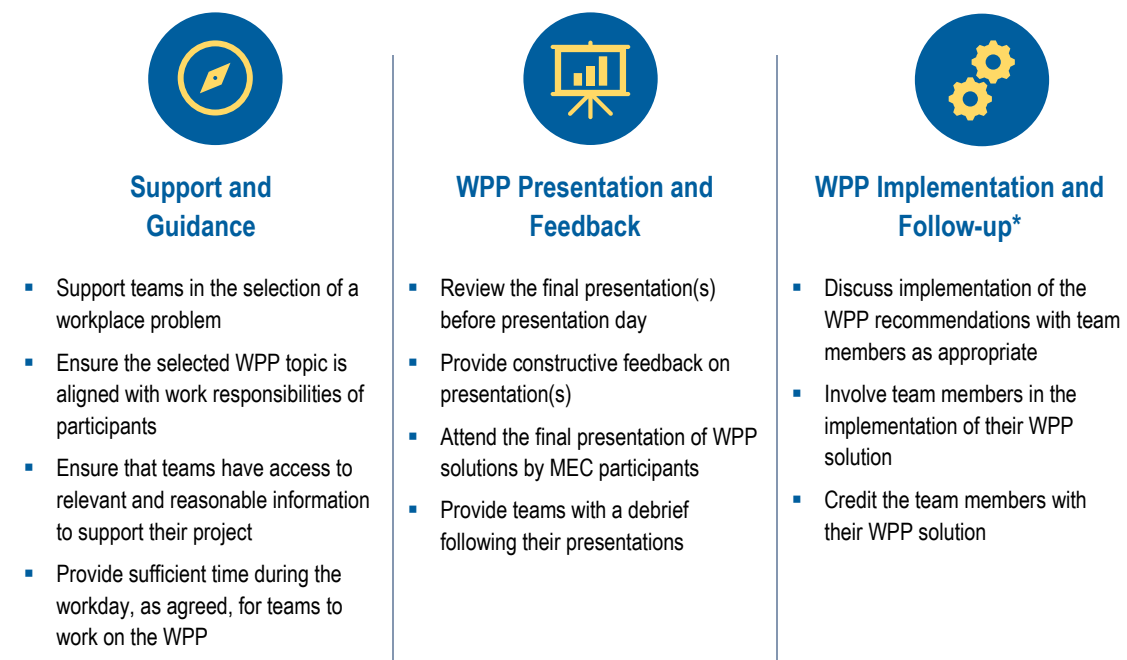 Support and
Guidance
▪ Support teams in the selection of a
workplace problem
▪ Ensure the selected WPP topic is
aligned with work responsibilities of
participants
▪ Ensure that teams have access to
relevant and reasonable information
to support their project
▪ Provide sufficient time during the
workday, as agreed, for teams to
work on the WPP
WPP Presentation and
Feedback
▪ Review the final presentation(s)
before presentation day
▪ Provide constructive feedback on
presentation(s)
▪ Attend the final presentation of WPP
solutions by MEC participants
▪ Provide teams with a debrief
following their presentations
WPP Implementation and
Follow-up*
▪ Discuss implementation of the
WPP recommendations with team
members as appropriate
▪ Involve team members in the
implementation of their WPP
solution
▪ Credit the team members with
their WPP solution